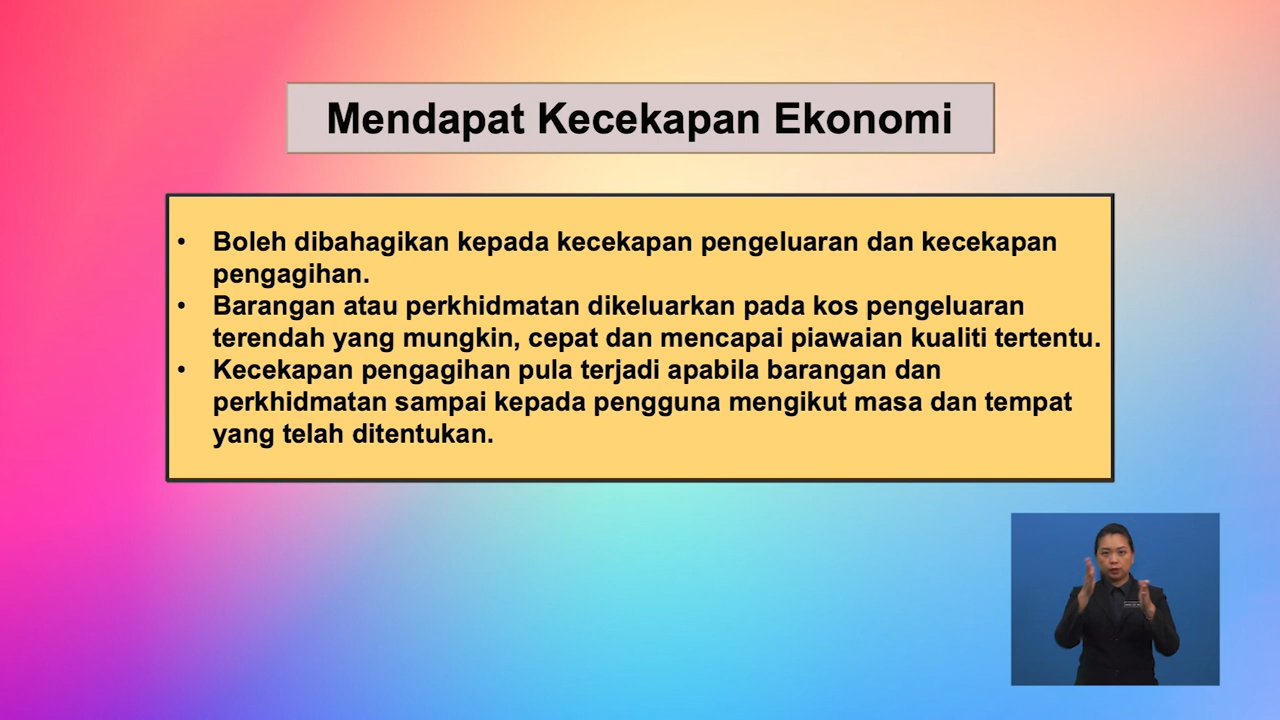 Mendapat Kecekapan Ekonomi
• Boleh dibahagikan kepada kecekapan pengeluaran dan kecekapan
pengagihan.
• Barangan atau perkhidmatan dikeluarkan pada kos pengeluaran
terendah yang mungkin, cepat dan mencapai piawaian kualiti tertentu.
• Kecekapan pengagihan pula terjadi apabila barangan dan
perkhidmatan sampai kepada pengguna mengikut masa dan tempat
yang telah ditentukan.